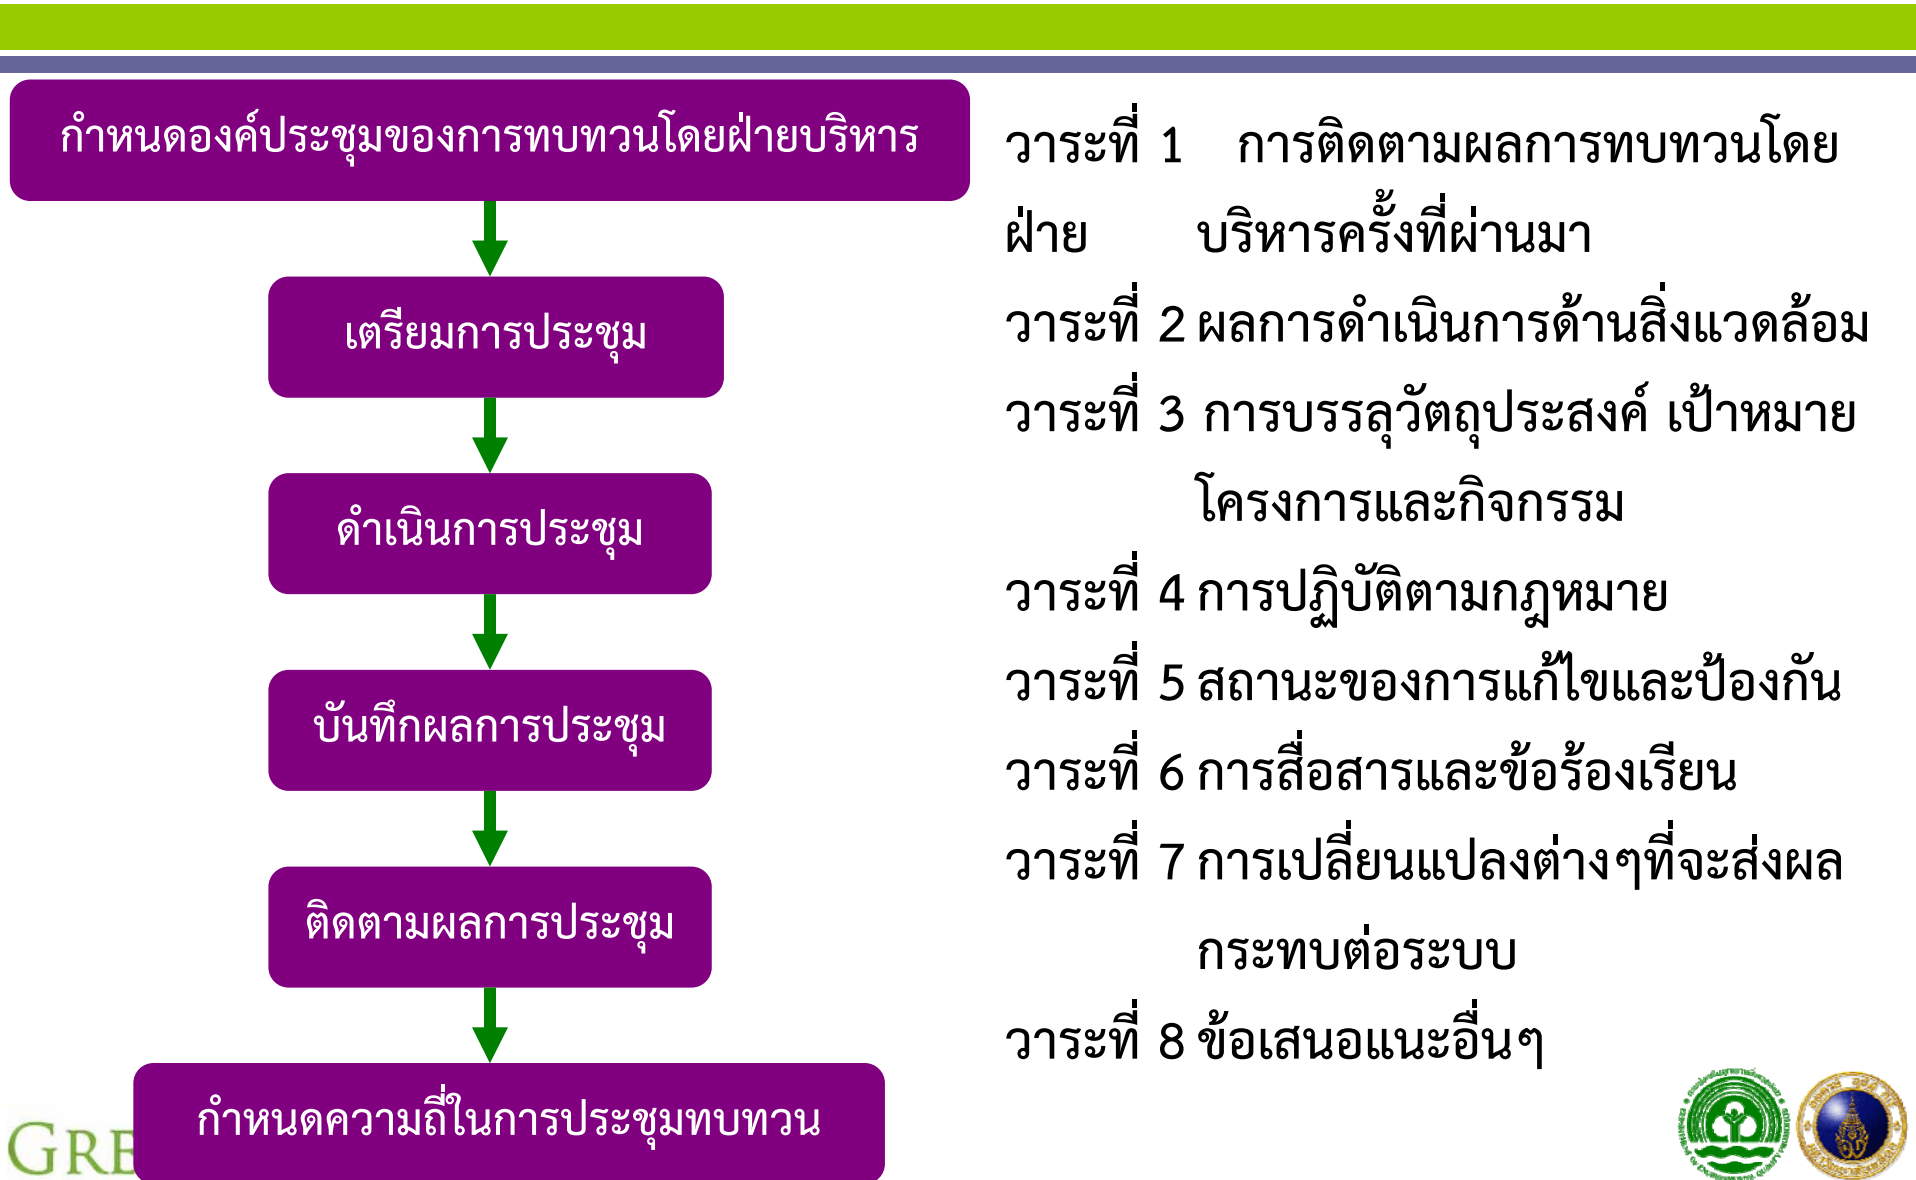 กำหนดองค์ประชุมของการทบทวนโดยฝ่ายบริหาร
เตรียมการประชุม
ดำเนินการประชุม
บันทึกผลการประชุม
ติดตามผลการประชุม
กำหนดความถี่ในการประชุมทบทวน
วาระที่ 1 การติดตามผลการทบทวนโดย
ฝ่าย บริหารครั้งที่ผ่านมา
วาระที่ 2 ผลการดำเนินการด้านสิ่งแวดล้อม
วาระที่ 3 การบรรลุวัตถุประสงค์ เป้าหมาย
โครงการและกิจกรรม
วาระที่ 4 การปฏิบัติตามกฎหมาย
วาระที่ 5 สถานะของการแก้ไขและป้องกัน
วาระที่ 6 การสื่อสารและข้อร้องเรียน
วาระที่ 7 การเปลี่ยนแปลงต่างๆที่จะส่งผล
กระทบต่อระบบ
วาระที่ 8 ข้อเสนอแนะอื่นๆ
GRE